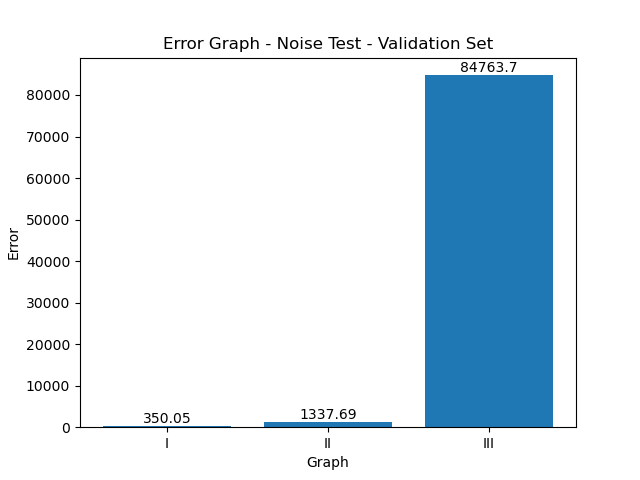 Error Graph - Noise Test - Validation Set
84763.7
80000
70000
60000
50000
40000
30000
20000
10000
0
Error
350.05
1337.69
I
II
III
Graph